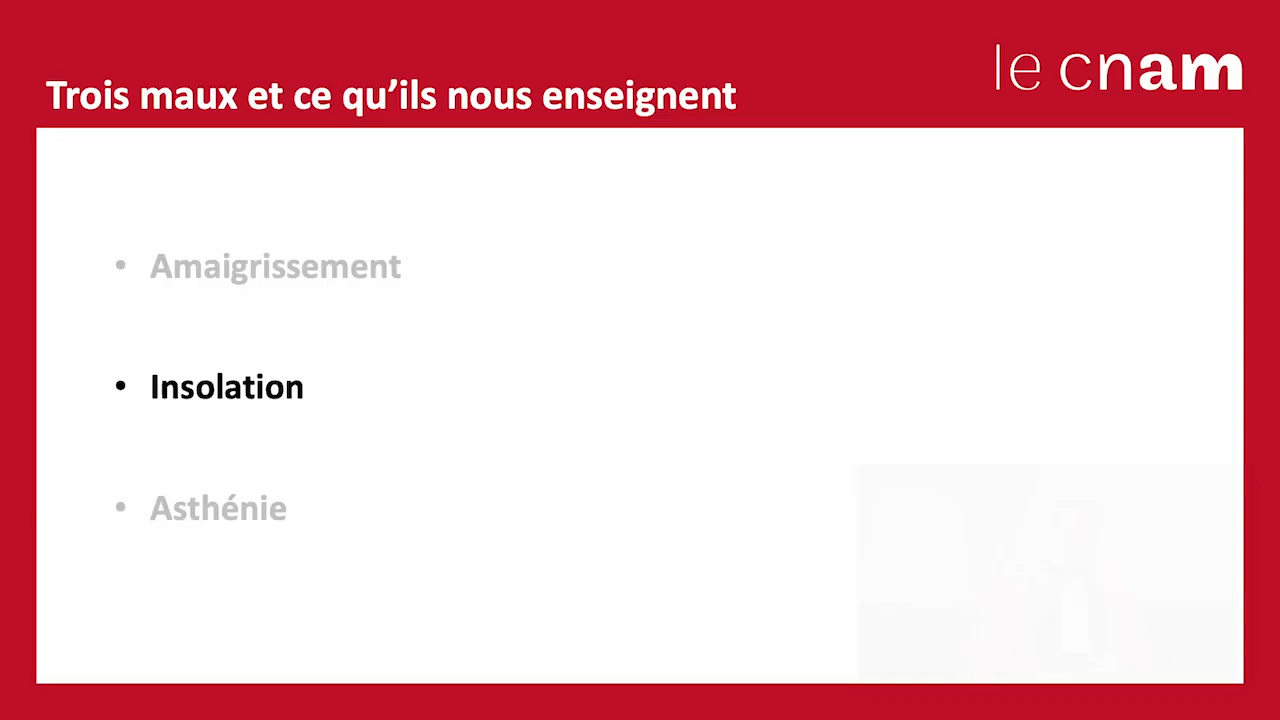 le cnam
Trois maux et ce qu’ils nous enseignent
• Amaigrissement
• Insolation
• Asthénie